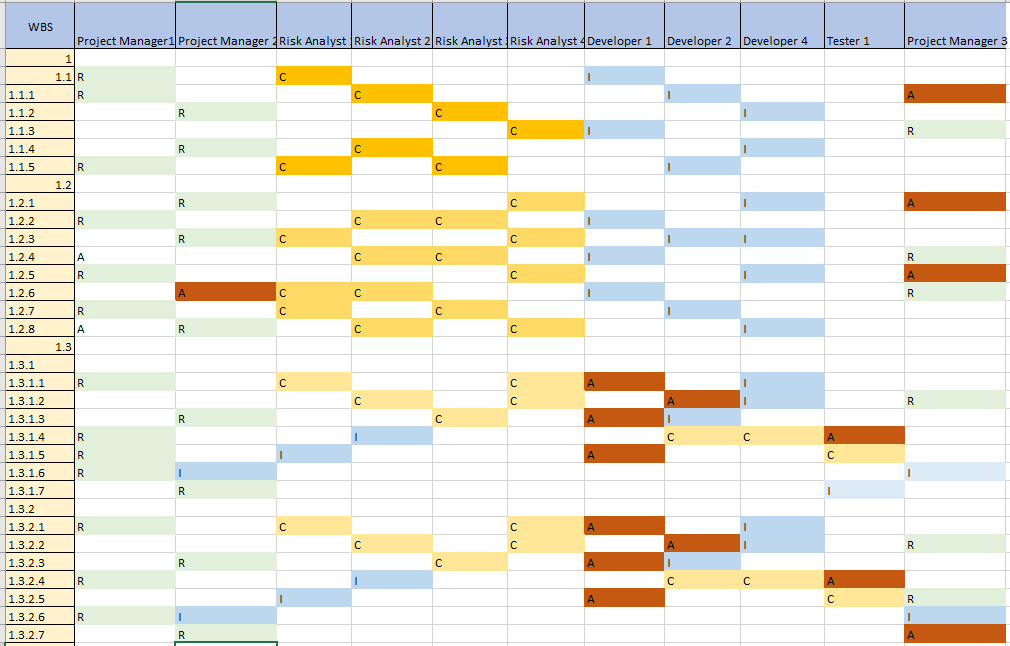 WBS Project Manager1 Project Manager 2 Risk Analyst Risk Analyst 2 Risk Analyst Risk Analyst 4 Developer 1 Developer 2 Developer 4 Tester 1 Project Manager 3
1
1.1 R C I
1.1.1 R C I A
1.1.2 R C I
1.1.3 C I R
1.1.4 R C I
1.1.5 R C C I
1.2
1.2.1 R C I A
1.2.2 R C C I
1.2.3 R C C I I
1.2.4 A C C I R
1.2.5 R C I A
1.2.6 A C C I R
1.2.7 R C C I
1.2.8 A R C C I
1.3
1.3.1
1.3.1.1 R C C A I
1.3.1.2 C C A I R
1.3.1.3 R C A I
1.3.1.4 R I C C A
1.3.1.5 R I A C
1.3.1.6 R I I
1.3.1.7 R I
1.3.2
1.3.2.1 R C C A I
1.3.2.2 C C A I R
1.3.2.3 R C A I
1.3.2.4 R I C C A
1.3.2.5 I A C R
1.3.2.6 R I I
1.3.2.7 R A